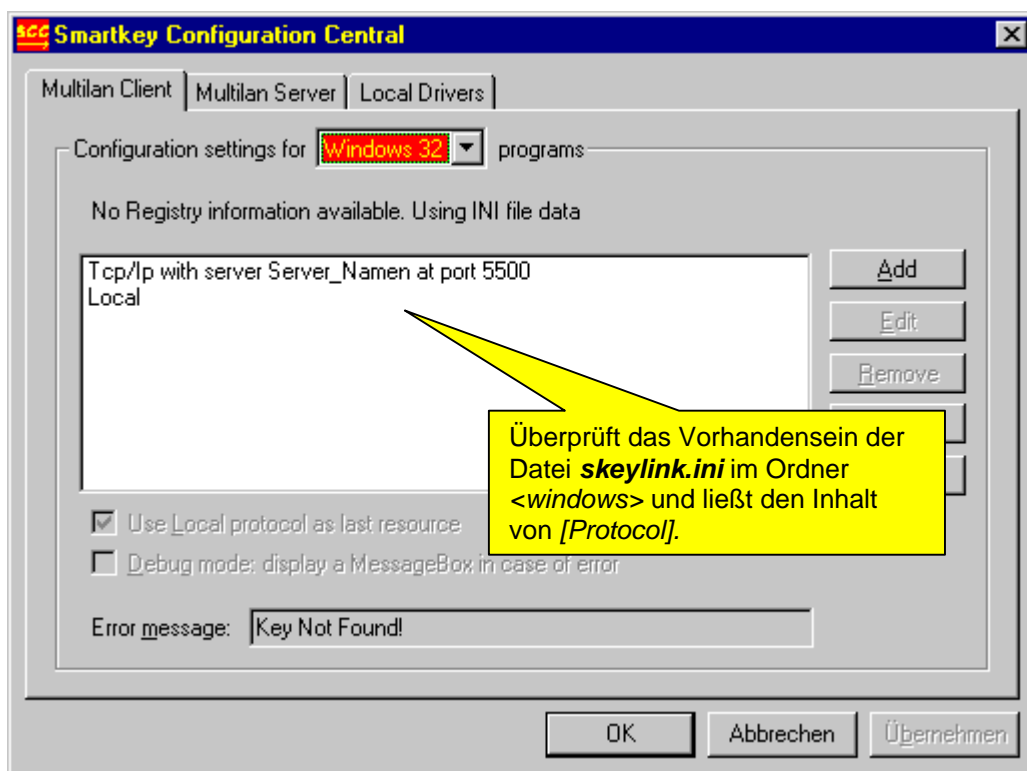 scc Smartkey Configuration Central
Multilan Client Multilan Server Local Drivers
Configuration settings for Windows 32 programs
No Registry information available. Using INI file data
Tcp/Ip with server Server_Namen at port 5500
Local
Add
Edit
Remove
Überprüft das Vorhandensein der
Datei skeylink.ini im Ordner
<windows> und ließt den Inhalt
von [Protocol].
Use Local protocol as last resource
Debug mode: display a MessageBox in case of error
Error message: Key Not Found!
OK Abbrechen Übernehmen